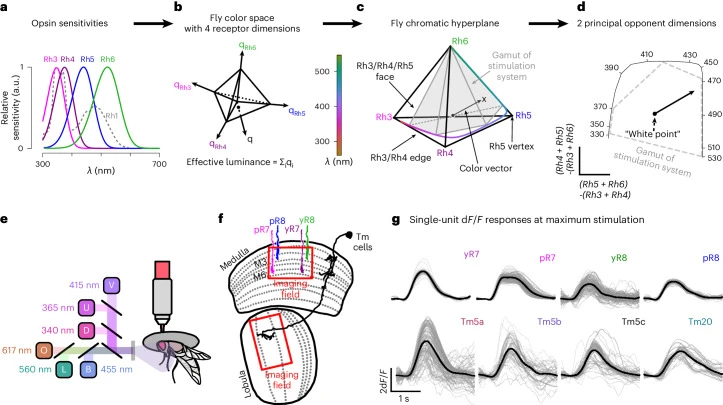 Opsin sensitivities
Fly color space
with 4 receptor dimensions
Fly chromatic hyperplane
2 principal opponent dimensions
a
Rh3 Rh4 Rh5 Rh6
Rh1
Relative
sensitivity (a.u.)
1
0
300 700
λ (nm)
b
qRh6
qRh3
qRh5
qRh4
q
Effective luminance = Σiqi
500
400
300
λ (nm)
c
Rh6
Gamut of
stimulation
system
Rh3/Rh4/Rh5
face
x
Rh3
Rh5
Rh4
Rh3/Rh4 edge
Rh5 vertex
Color vector
d
410 430
390 450
460
470
370 490
350 510
330 530
"White point"
Gamut of
stimulation system
(Rh4 + Rh5)
-(Rh3 + Rh6)
(Rh5 + Rh6)
-(Rh3 + Rh4)
e
415 nm V
365 nm U
340 nm D
617 nm O
560 nm L B 455 nm
f
pR8
pR7 yR7 yR8
Tm
cells
Medulla
M3
M6
Imaging
field
Lobula
Imaging
field
g Single-unit dF/F responses at maximum stimulation
yR7 pR7 yR8 pR8
Tm5a Tm5b Tm5c Tm20
2dF/F
1 s